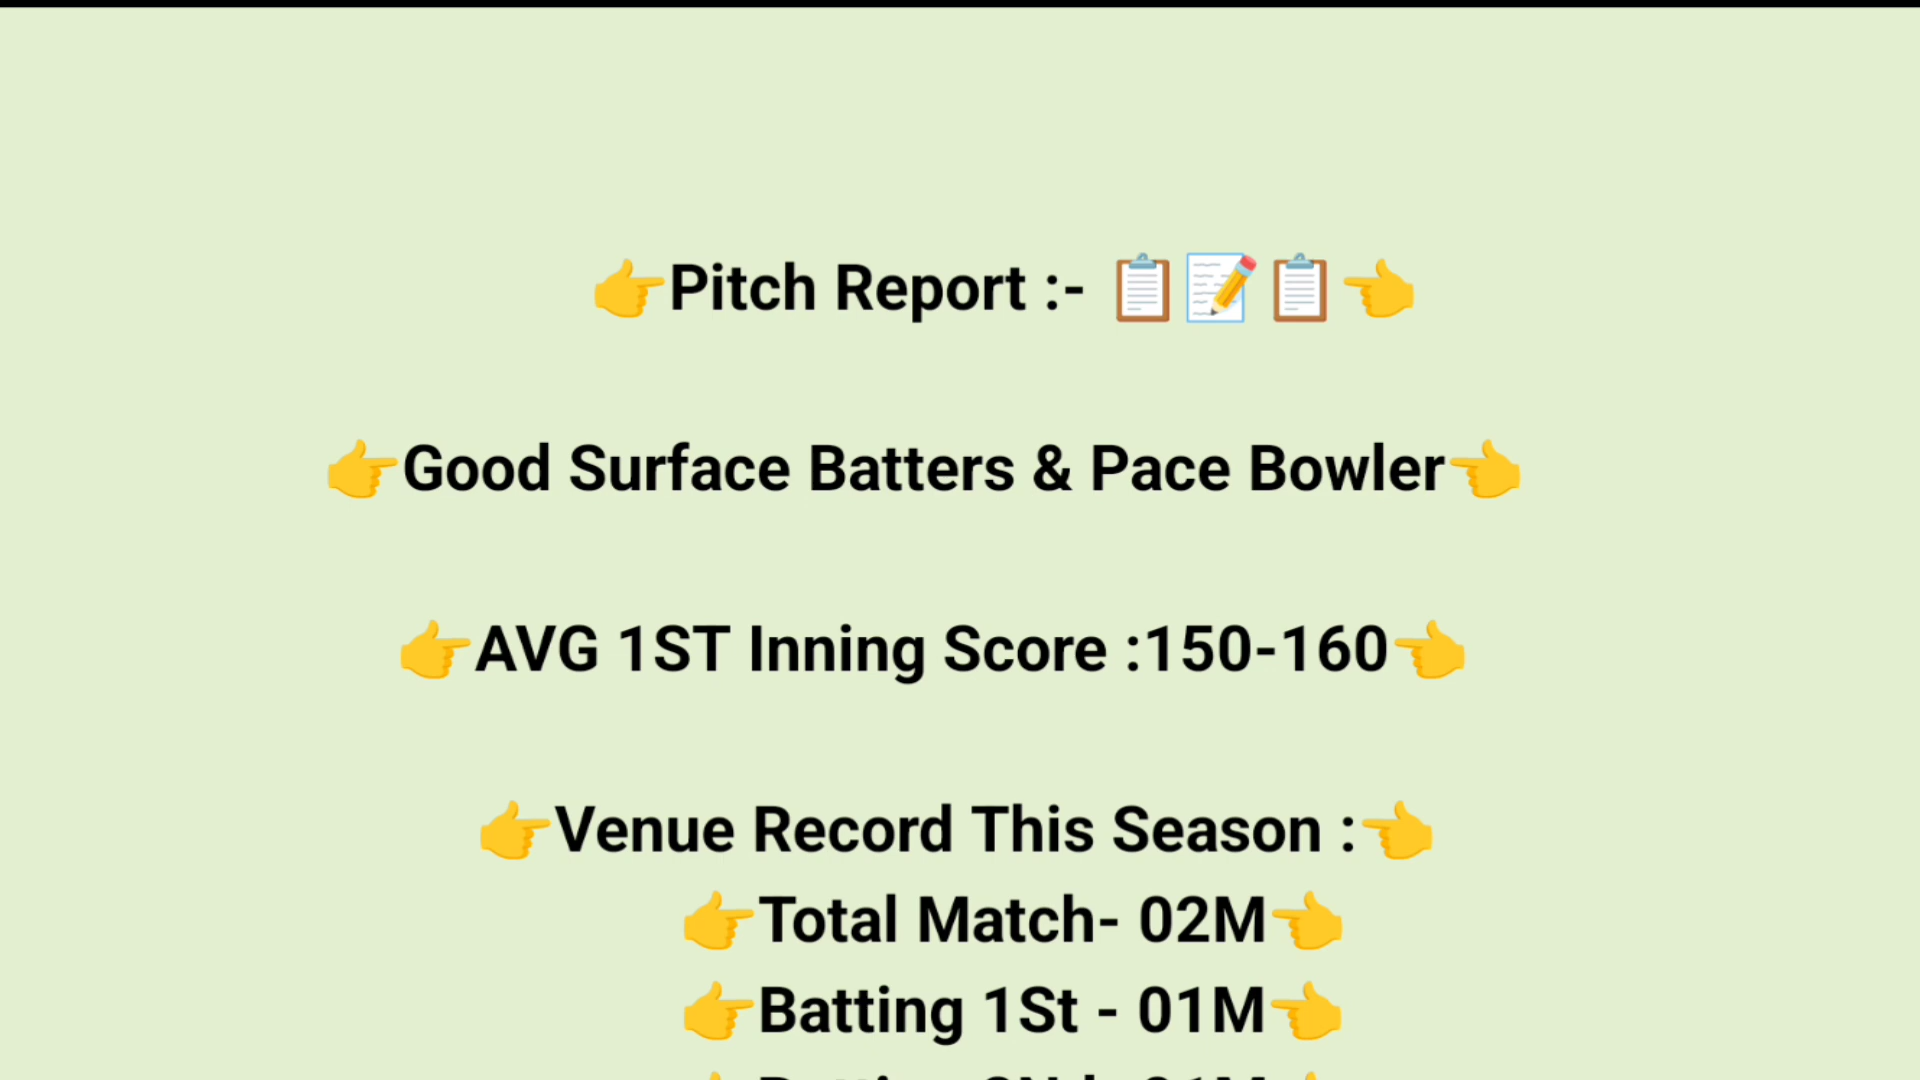 👉Pitch Report :- 📋📝📋👈
👉Good Surface Batters & Pace Bowler👈
👉AVG 1ST Inning Score :150-160👈
👉Venue Record This Season :👈
👉Total Match- 02M👈
👉Batting 1St - 01M👈